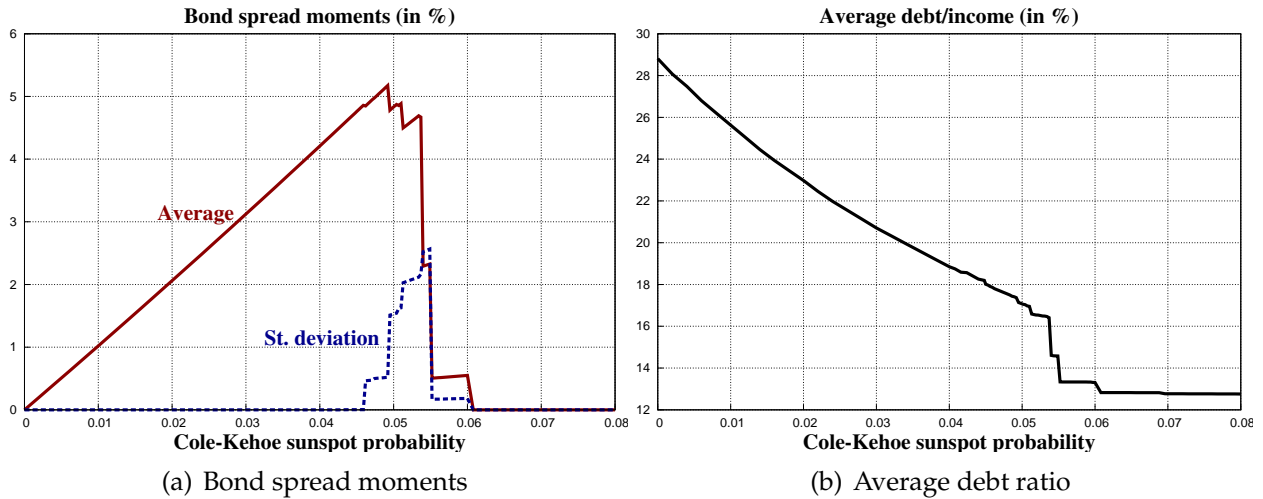 Bond spread moments (in %)
6
5
4
3
2
1
0
Average
St. deviation
0 0.01 0.02 0.03 0.04 0.05 0.06 0.07 0.08
Cole-Kehoe sunspot probability
(a) Bond spread moments
Average debt/income (in %)
30
28
26
24
22
20
18
16
14
12
0 0.01 0.02 0.03 0.04 0.05 0.06 0.07 0.08
Cole-Kehoe sunspot probability
(b) Average debt ratio